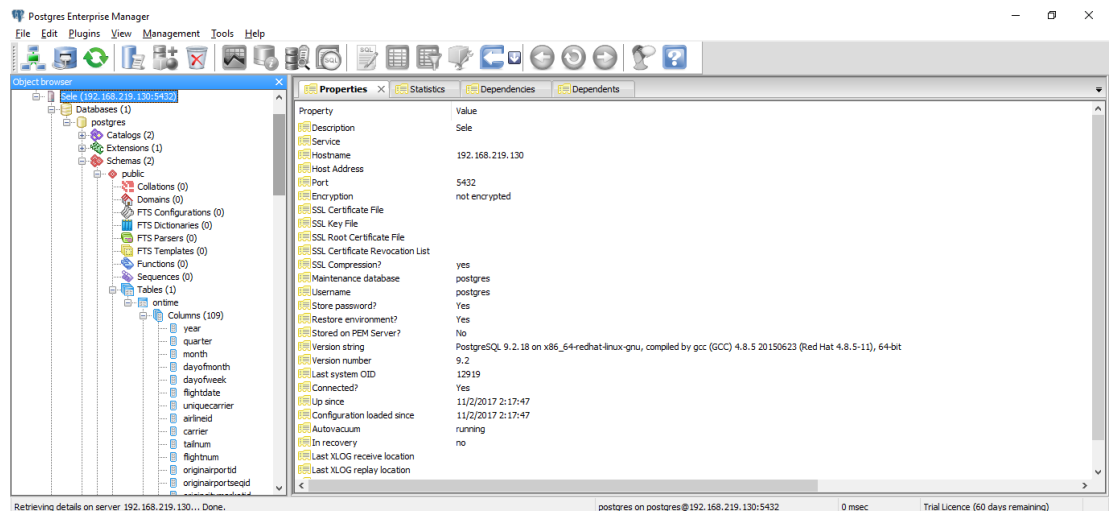 Postgres Enterprise Manager
File Edit Plugins View Management Tools Help
SQL
SQL
Object browser
Sele (192.168.219.130:5432)
Databases (1)
postgres
Catalogs (2)
Extensions (1)
Schemas (2)
public
Collations (0)
Domains (0)
FTS Configurations (0)
FTS Dictionaries (0)
FTS Parsers (0)
FTS Templates (0)
Functions (0)
Sequences (0)
Tables (1)
ontime
Columns (109)
year
quarter
month
dayofmonth
dayofweek
flightdate
uniquecarrier
airlineid
carrier
tailnum
flightnum
originairportid
originairportseqid
Properties Statistics Dependencies Dependents
Property Value
Description Sele
Service
Hostname 192.168.219.130
Host Address
Port 5432
Encryption not encrypted
SSL Certificate File
SSL Key File
SSL Root Certificate File
SSL Certificate Revocation List
SSL Compression? yes
Maintenance database postgres
Username postgres
Store password? Yes
Restore environment? Yes
Stored on PEM Server? No
Version string PostgreSQL 9.2.18 on x86_64-redhat-linux-gnu, compiled by gcc (GCC) 4.8.5 20150623 (Red Hat 4.8.5-11), 64-bit
Version number 9.2
Last system OID 12919
Connected? Yes
Up since 11/2/2017 2:17:47
Configuration loaded since 11/2/2017 2:17:47
Autovacuum running
In recovery no
Last XLOG receive location
Last XLOG replay location
Retrieving details on server 192.168.219.130... Done. postgres on postgres@192.168.219.130:5432 0 msec Trial Licence (60 days remaining)